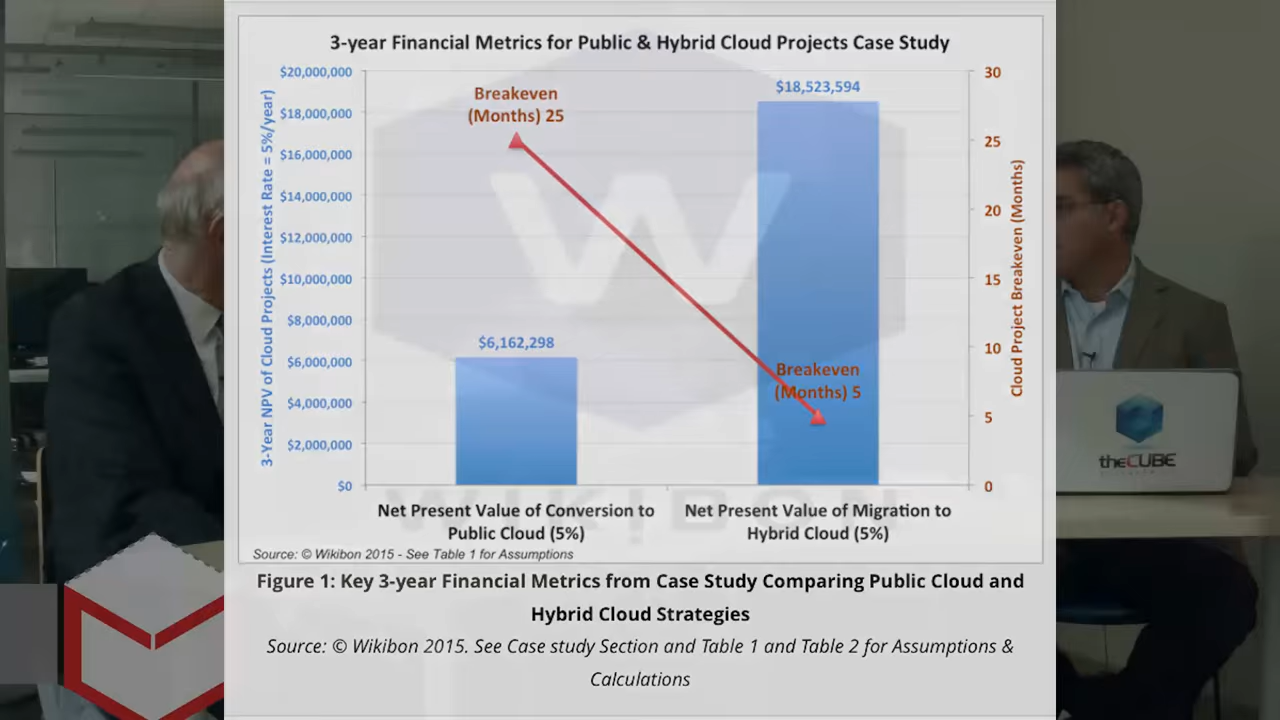 3-year Financial Metrics for Public & Hybrid Cloud Projects Case Study
3-Year NPV of Cloud Projects (Interest Rate = 5%/year)
$20,000,000
$18,000,000
$16,000,000
$14,000,000
$12,000,000
$10,000,000
$8,000,000
$6,000,000
$4,000,000
$2,000,000
$0
Breakeven
(Months) 25
$6,162,298
$18,523,594
Breakeven
(Months) 5
30
25
20
15
10
5
0
Cloud Project Breakeven (Months)
W
WIKIBON
Net Present Value of Conversion to
Public Cloud (5%)
Net Present Value of Migration to
Hybrid Cloud (5%)
Source: © Wikibon 2015 - See Table 1 for Assumptions
Figure 1: Key 3-year Financial Metrics from Case Study Comparing Public Cloud and
Hybrid Cloud Strategies
Source: © Wikibon 2015. See Case study Section and Table 1 and Table 2 for Assumptions &
Calculations
theCUBE